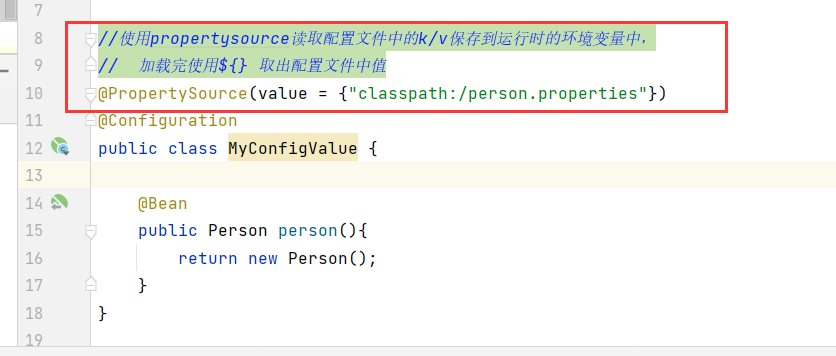 7
8 //使用propertysource读取配置文件中的k/v保存到运行时的环境变量中,
9 //  加载完使用${} 取出配置文件中值
10 @PropertySource(value = {"classpath:/person.properties"})
11 @Configuration
12 public class MyConfigValue {
13
14     @Bean
15     public Person person(){
16         return new Person();
17     }
18 }
19